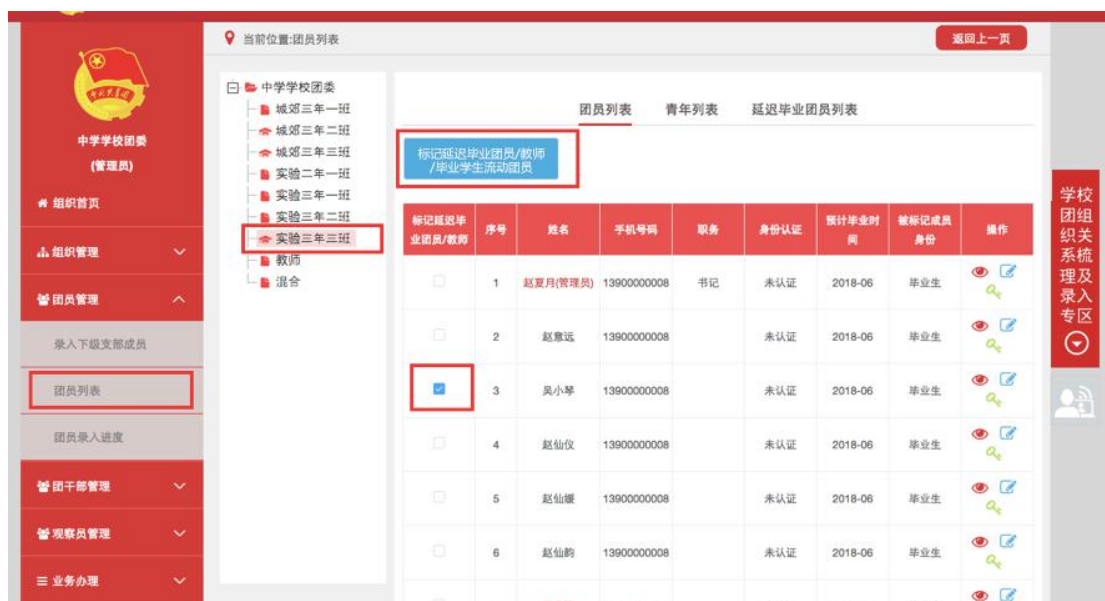 当前位置:团员列表
返回上一页
中学学校团委
(管理员)
组织首页
组织管理
团员管理
录入下级支部成员
团员列表
团员录入进度
团干部管理
观察员管理
业务办理
中学学校团委
城郊三年一班
城郊三年二班
城郊三年三班
实验二年一班
实验三年一班
实验三年二班
实验三年三班
教师
混合
团员列表 青年列表 延迟毕业团员列表
标记延迟毕业团员/教师
/毕业学生流动团员
标记延迟毕业团员/教师 序号 姓名 手机号码 职务 身份认证 预计毕业时间 被标记成员身份 操作
1 赵夏月(管理员) 13900000008 书记 未认证 2018-06 毕业生
2 赵意远 13900000008 未认证 2018-06 毕业生
3 吴小琴 13900000008 未认证 2018-06 毕业生
4 赵仙仪 13900000008 未认证 2018-06 毕业生
5 赵仙媛 13900000008 未认证 2018-06 毕业生
6 赵仙韵 13900000008 未认证 2018-06 毕业生
学校
团组
织关
系梳
理及
录入
专区